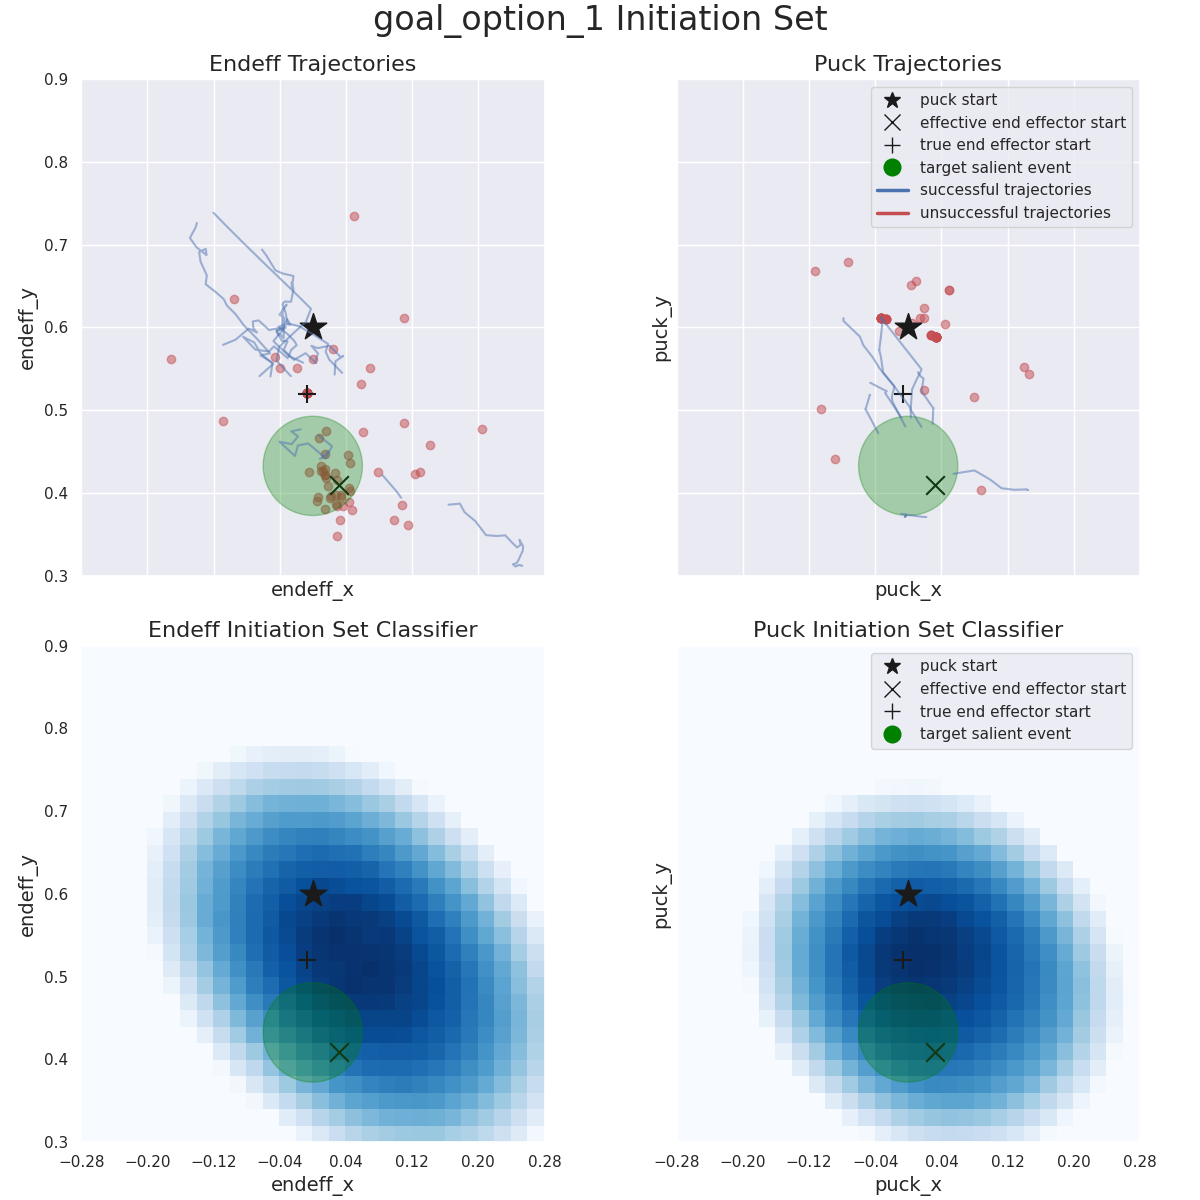 goal_option_1 Initiation Set
Endeff Trajectories
Puck Trajectories
0.9
0.8
0.7
0.6
0.5
0.4
0.3
endeff_y
endeff_x
puck_y
puck_x
puck start
effective end effector start
true end effector start
target salient event
successful trajectories
unsuccessful trajectories
Endeff Initiation Set Classifier
Puck Initiation Set Classifier
0.9
0.8
0.7
0.6
0.5
0.4
0.3
endeff_y
−0.28 −0.20 −0.12 −0.04 0.04 0.12 0.20 0.28
endeff_x
puck_y
puck start
effective end effector start
true end effector start
target salient event
−0.28 −0.20 −0.12 −0.04 0.04 0.12 0.20 0.28
puck_x